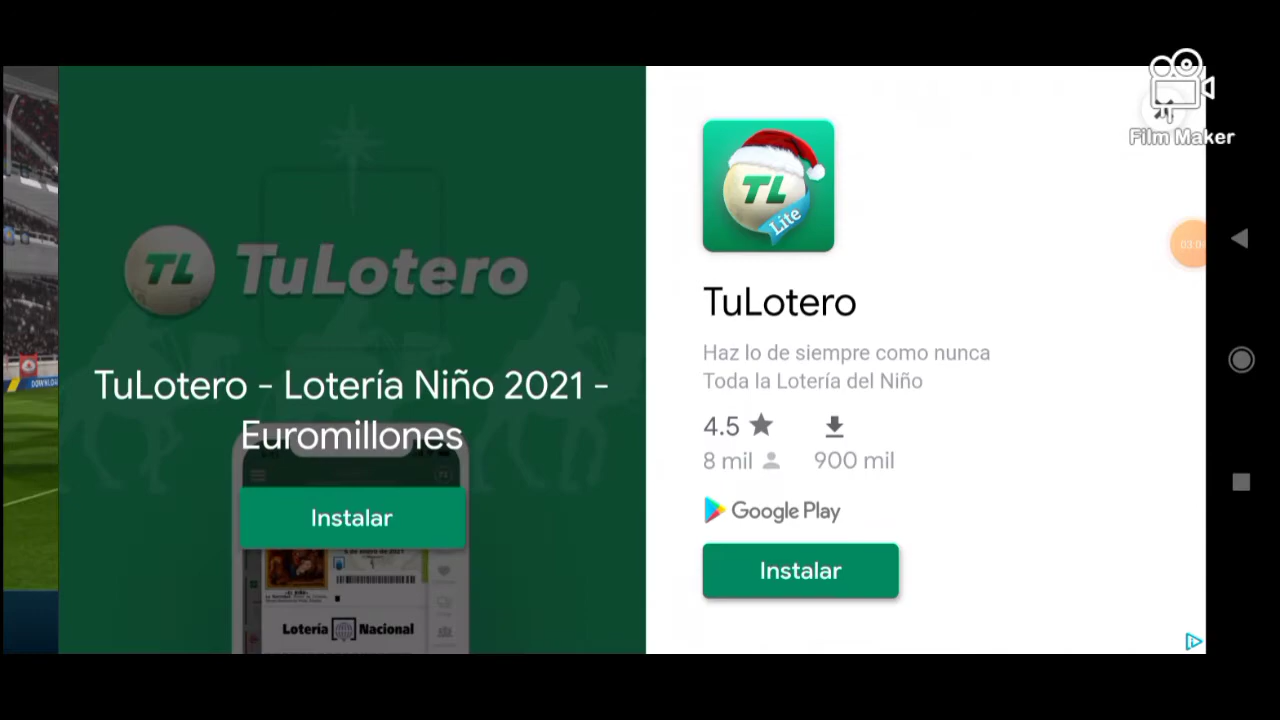 Film Maker
TL TuLotero
TuLotero - Lotería Niño 2021 -
Euromillones
Instalar
Lotería Nacional
TL
Lite
TuLotero
Haz lo de siempre como nunca
Toda la Lotería del Niño
4.5
8 mil
900 mil
Google Play
Instalar